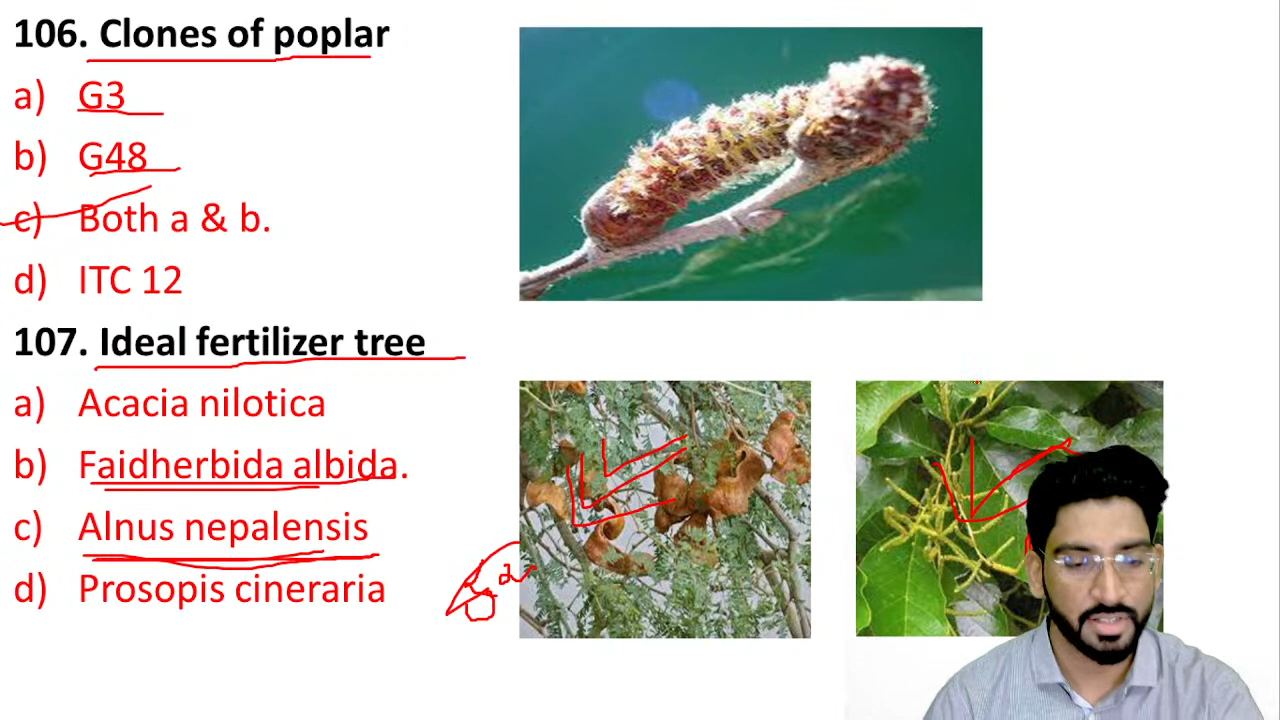 106. Clones of poplar
a) G3
b) G48
c) Both a & b.
d) ITC 12
107. Ideal fertilizer tree
a) Acacia nilotica
b) Faidherbida albida.
c) Alnus nepalensis
d) Prosopis cineraria